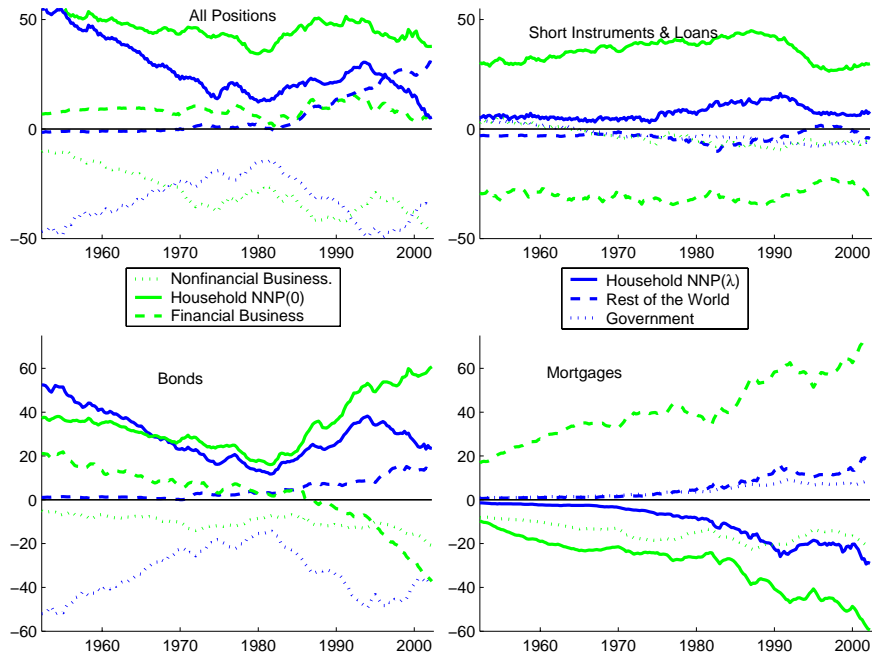 All Positions
50
0
−50
1960 1970 1980 1990 2000
Short Instruments & Loans
50
0
−50
1960 1970 1980 1990 2000
Nonfinancial Business.
Household NNP(0)
Financial Business
Household NNP(λ)
Rest of the World
Government
Bonds
60
40
20
0
−20
−40
−60
1960 1970 1980 1990 2000
Mortgages
60
40
20
0
−20
−40
−60
1960 1970 1980 1990 2000